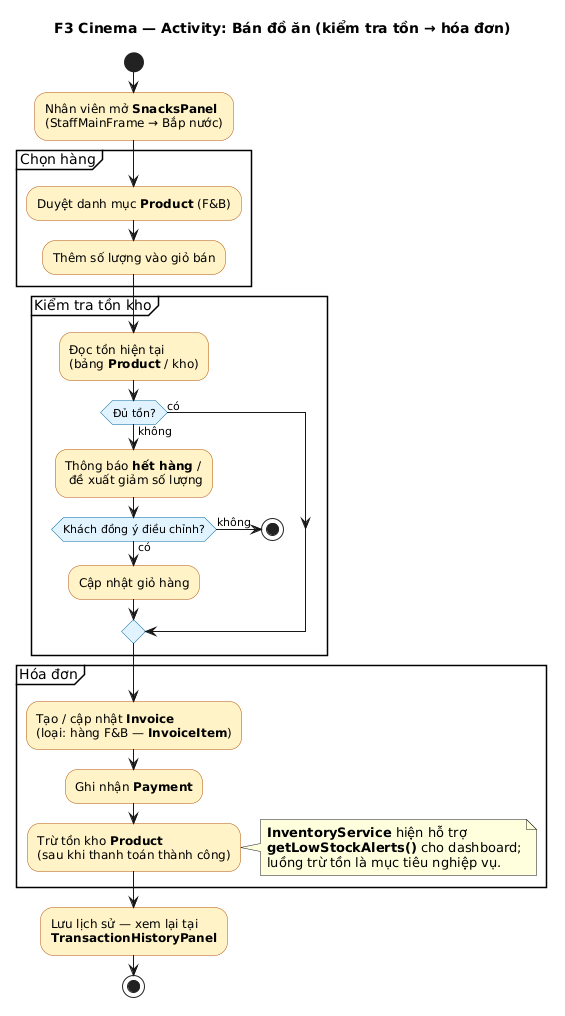 F3 Cinema — Activity: Bán đồ ăn (kiểm tra tồn → hóa đơn)
Nhân viên mở SnacksPanel
(StaffMainFrame → Bắp nước)
Chọn hàng
Duyệt danh mục Product (F&B)
Thêm số lượng vào giỏ bán
Kiểm tra tồn kho
Đọc tồn hiện tại
(bảng Product / kho)
Đủ tồn?
có
không
Thông báo hết hàng /
đề xuất giảm số lượng
Khách đồng ý điều chỉnh?
không
có
Cập nhật giỏ hàng
Hóa đơn
Tạo / cập nhật Invoice
(loại: hàng F&B — InvoiceItem)
Ghi nhận Payment
Trừ tồn kho Product
(sau khi thanh toán thành công)
InventoryService hiện hỗ trợ
getLowStockAlerts() cho dashboard;
luồng trừ tồn là mục tiêu nghiệp vụ.
Lưu lịch sử — xem lại tại
TransactionHistoryPanel